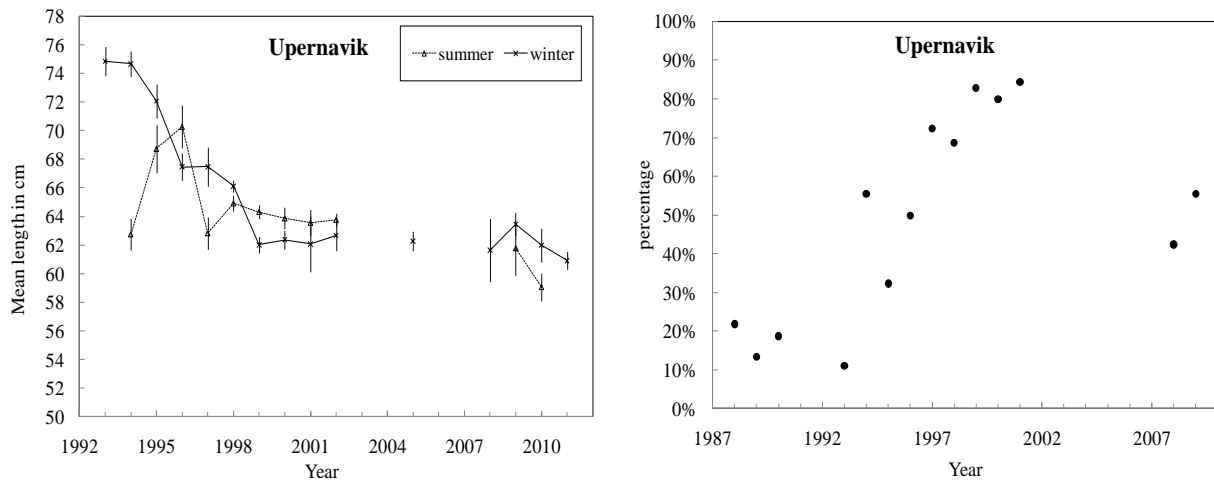 78
76
74
72
70
68
66
64
62
60
58
56
54
52
50
Mean length in cm
Upernavik
summer winter
1992 1995 1998 2001 2004 2007 2010
Year
100%
90%
80%
70%
60%
50%
40%
30%
20%
10%
0%
percentage
Upernavik
1987 1992 1997 2002 2007
Year